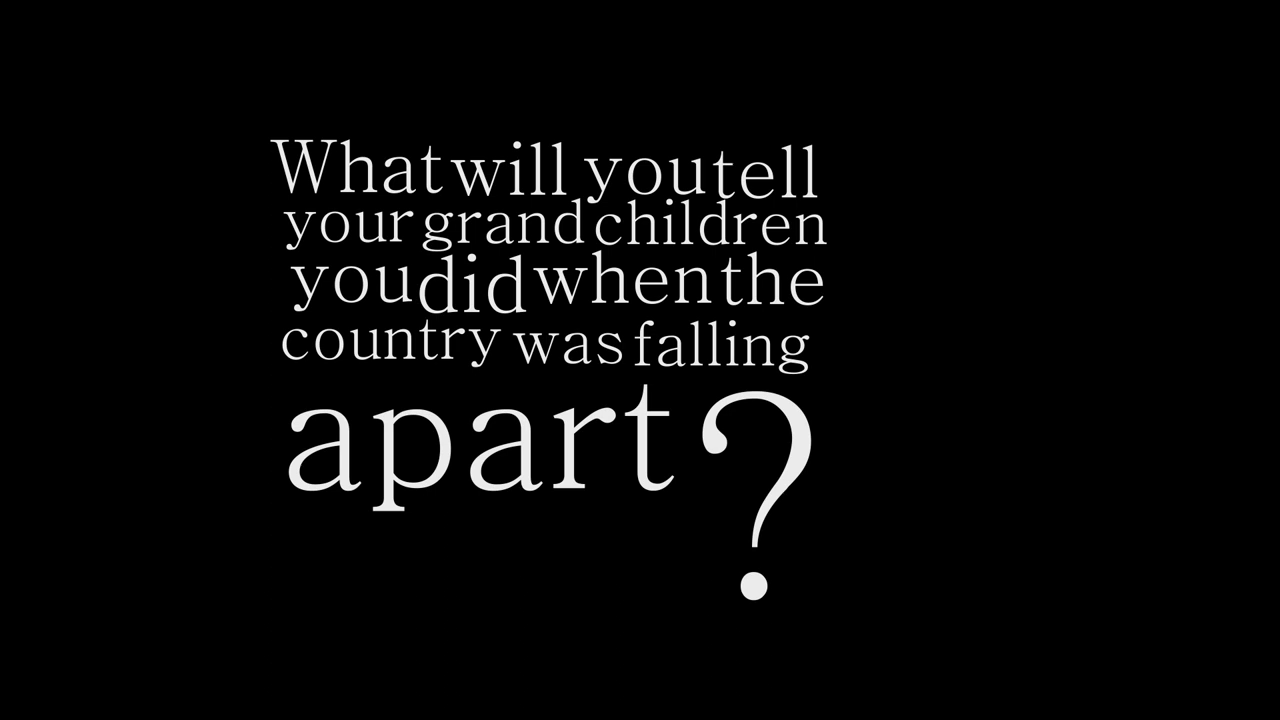 What will you tell
your grand children
you did when the
country was falling
apart?